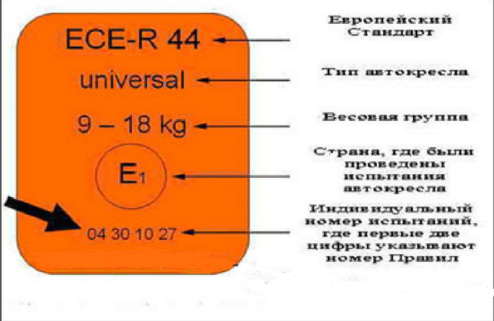 ECE-R 44
Европейский
Стандарт
universal
Тип автокресла
9 – 18 kg
Весовая группа
E1
Страна, где были
проведены
испытания
автокресла
04 30 10 27
Индивидуальный
номер испытаний,
где первые две
цифры указывают
номер Правил